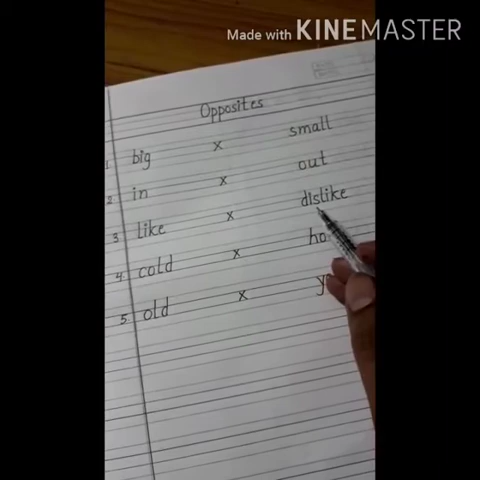 Made with KINEMASTER
Opposites
1 big x small
2 in x out
3 like x dislike
4 cold x ho
5 old x y